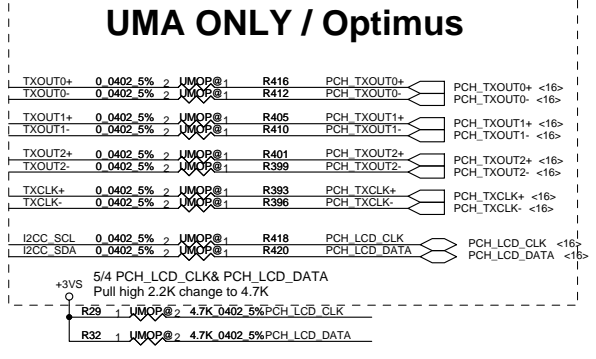 UMA ONLY / Optimus
TXOUT0+ 0_0402_5% 2 UMOP@ 1 R416 PCH_TXOUT0+ PCH_TXOUT0+ <16>
TXOUT0- 0_0402_5% 2 UMOP@ 1 R412 PCH_TXOUT0- PCH_TXOUT0- <16>
TXOUT1+ 0_0402_5% 2 UMOP@ 1 R405 PCH_TXOUT1+ PCH_TXOUT1+ <16>
TXOUT1- 0_0402_5% 2 UMOP@ 1 R410 PCH_TXOUT1- PCH_TXOUT1- <16>
TXOUT2+ 0_0402_5% 2 UMOP@ 1 R401 PCH_TXOUT2+ PCH_TXOUT2+ <16>
TXOUT2- 0_0402_5% 2 UMOP@ 1 R399 PCH_TXOUT2- PCH_TXOUT2- <16>
TXCLK+ 0_0402_5% 2 UMOP@ 1 R393 PCH_TXCLK+ PCH_TXCLK+ <16>
TXCLK- 0_0402_5% 2 UMOP@ 1 R396 PCH_TXCLK- PCH_TXCLK- <16>
I2CC_SCL 0_0402_5% 2 UMOP@ 1 R418 PCH_LCD_CLK PCH_LCD_CLK <16>
I2CC_SDA 0_0402_5% 2 UMOP@ 1 R420 PCH_LCD_DATA PCH_LCD_DATA <16>
5/4 PCH_LCD_CLK& PCH_LCD_DATA
+3VS Pull high 2.2K change to 4.7K
R29 1 UMOP@ 2 4.7K_0402_5% PCH_LCD_CLK
R32 1 UMOP@ 2 4.7K_0402_5% PCH_LCD_DATA